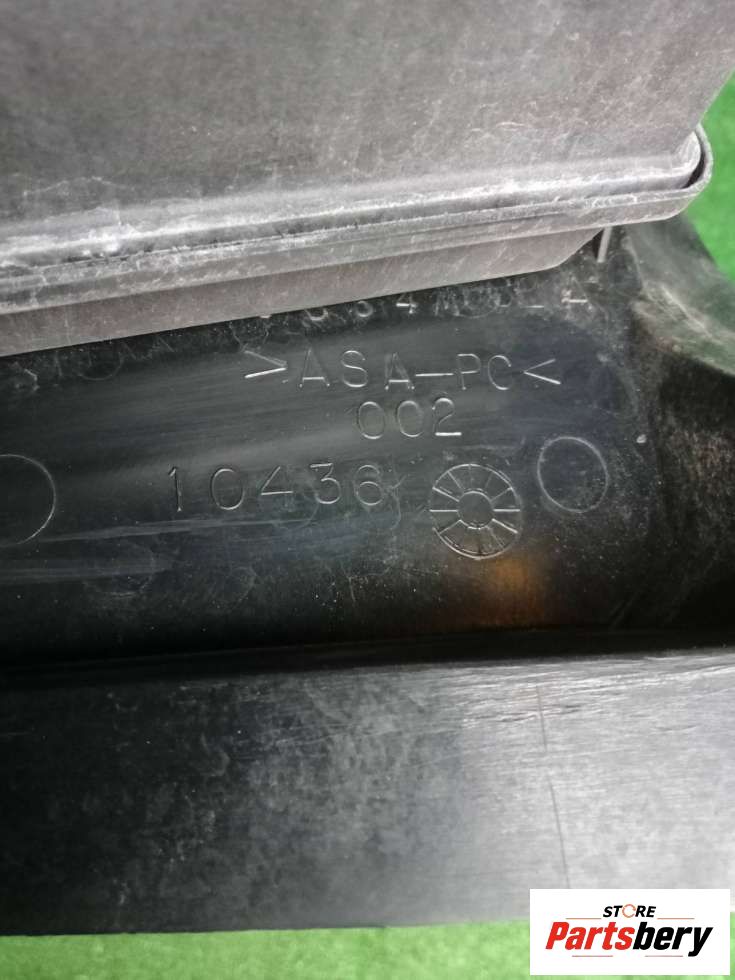 >ASA-PC<
002
10436
STORE
Partsbery